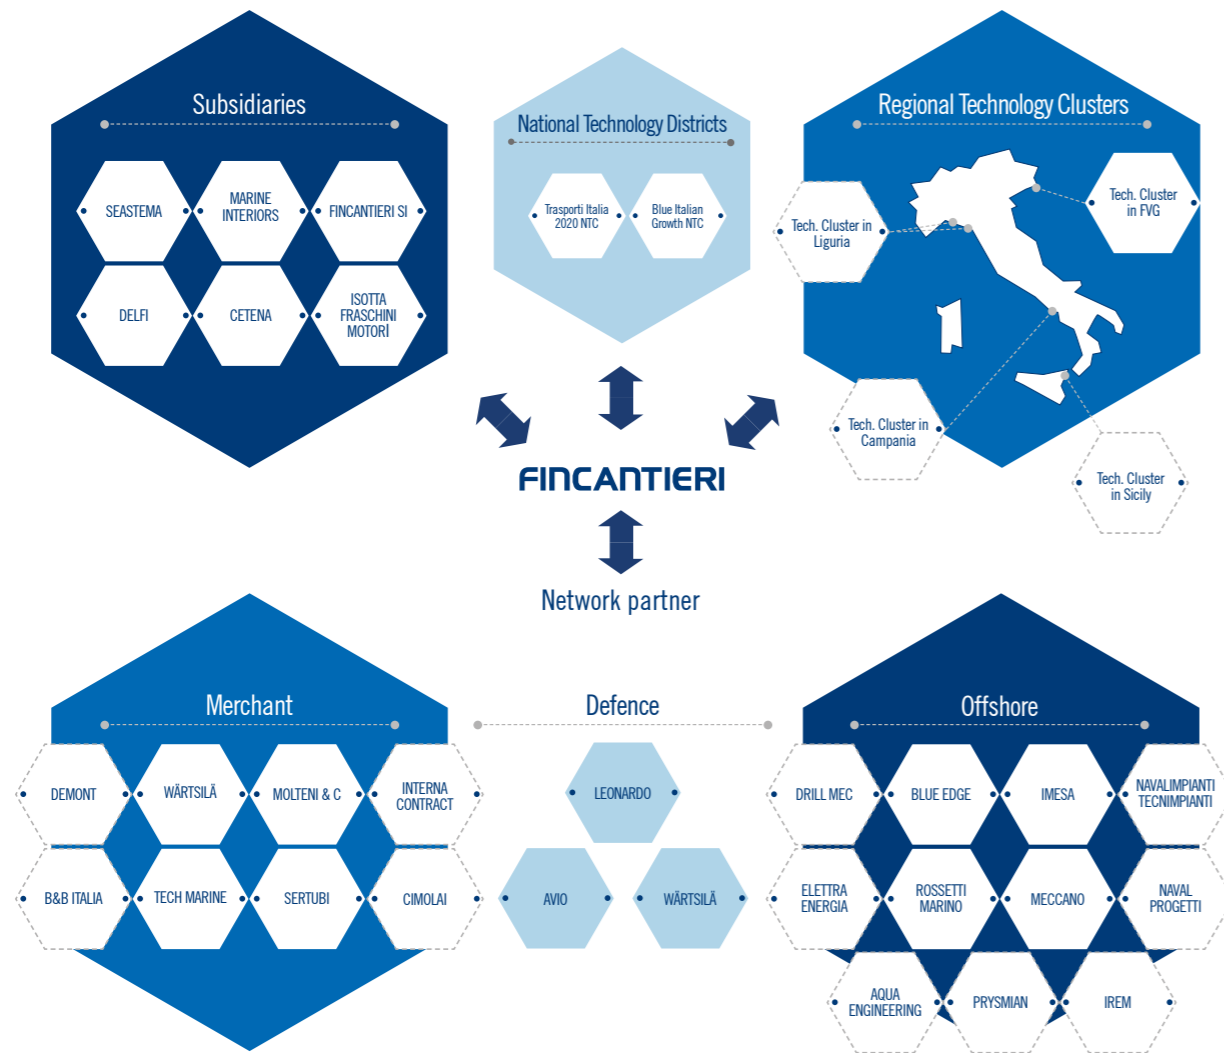 Subsidiaries
SEASTEMA
MARINE
INTERIORS
FINCANTIERI SI
DELFI
CETENA
ISOTTA
FRASCHINI
MOTORI
National Technology Districts
Trasporti Italia
2020 NTC
Blue Italian
Growth NTC
Regional Technology Clusters
Tech. Cluster in
Liguria
Tech. Cluster
in FVG
Tech. Cluster in
Campania
Tech. Cluster
in Sicily
FINCANTIERI
Network partner
Merchant
DEMONT
WÄRTSILÄ
MOLTENI & C
INTERNA
CONTRACT
B&B ITALIA
TECH MARINE
SERTUBI
CIMOLAI
Defence
LEONARDO
AVIO
WÄRTSILÄ
Offshore
DRILL MEC
BLUE EDGE
IMESA
NAVALIMPIANTI
TECNIMPIANTI
ELETTRA
ENERGIA
ROSSETTI
MARINO
MECCANO
NAVAL
PROGETTI
AQUA
ENGINEERING
PRYSMIAN
IREM